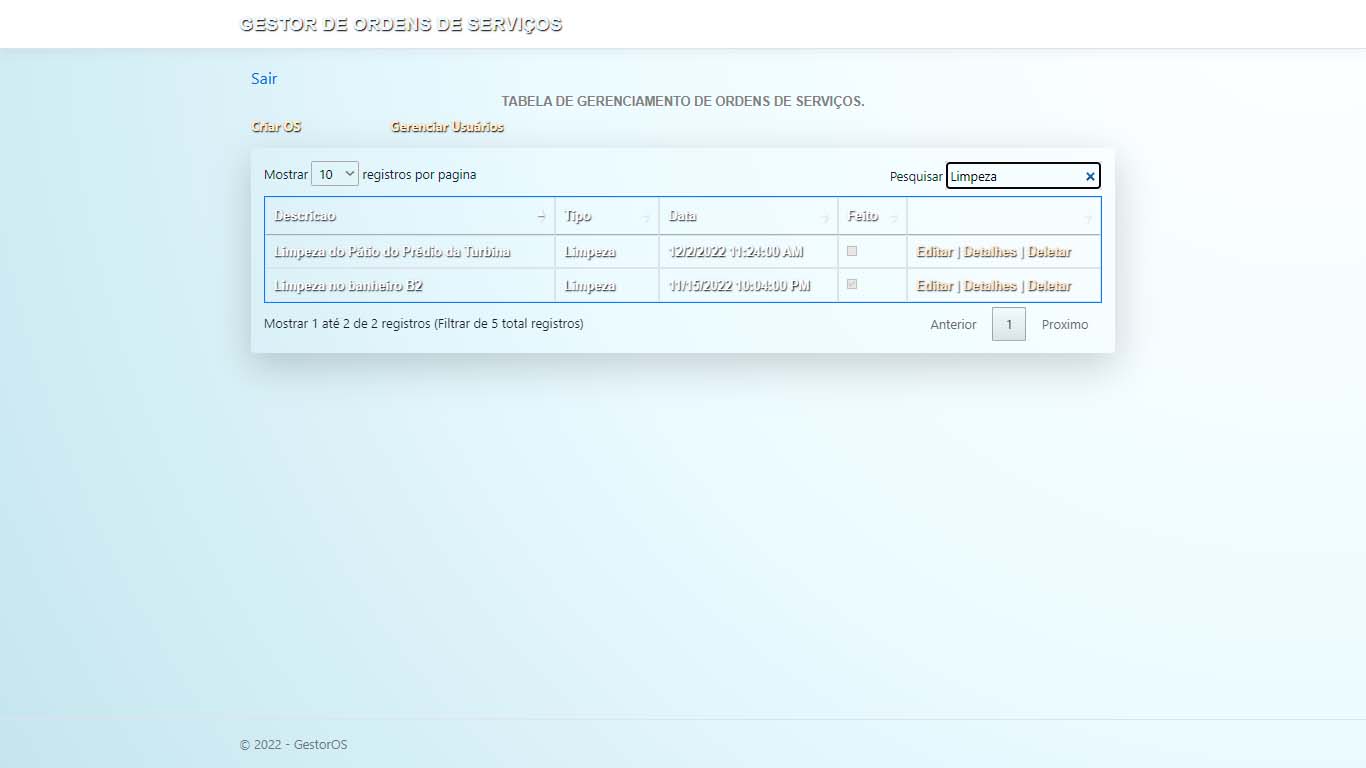 GESTOR DE ORDENS DE SERVIÇOS
Sair
TABELA DE GERENCIAMENTO DE ORDENS DE SERVIÇOS.
Criar OS Gerenciar Usuários
Mostrar 10 registros por pagina Pesquisar Limpeza ×
Descricao Tipo Data Feito
Limpeza do Pátio do Prédio da Turbina Limpeza 12/2/2022 11:24:00 AM Editar | Detalhes | Deletar
Limpeza no banheiro B2 Limpeza 11/15/2022 10:04:00 PM Editar | Detalhes | Deletar
Mostrar 1 até 2 de 2 registros (Filtrar de 5 total registros) Anterior 1 Proximo
© 2022 - GestorOS